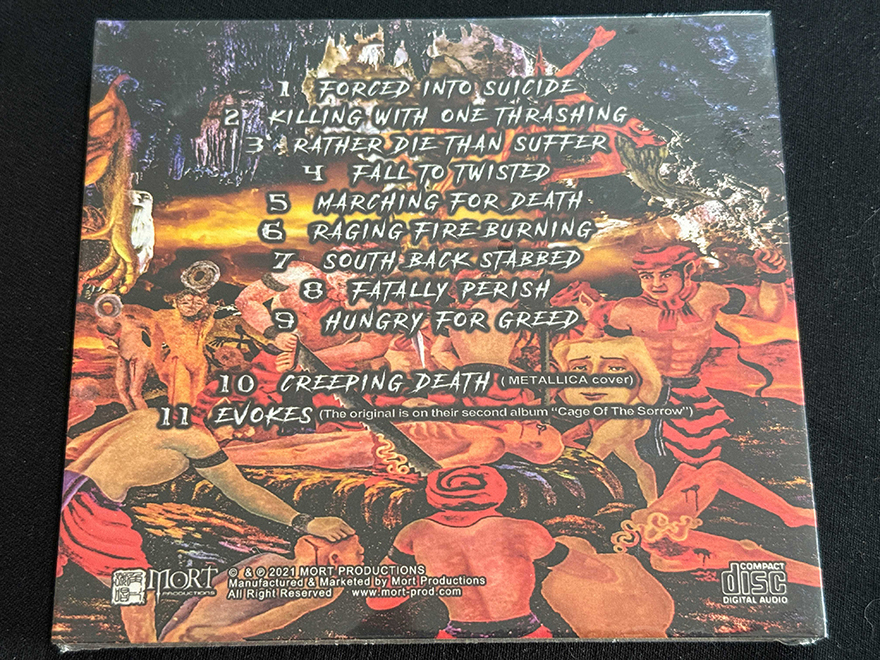 1 FORCED INTO SUICIDE
2 KILLING WITH ONE THRASHING
3 RATHER DIE THAN SUFFER
4 FALL TO TWISTED
5 MARCHING FOR DEATH
6 RAGING FIRE BURNING
7 SOUTH BACK STABBED
8 FATALLY PERISH
9 HUNGRY FOR GREED
10 CREEPING DEATH ( METALLICA cover)
11 EVOKES (The original is on their second album “Cage Of The Sorrow”)
MORT
PRODUCTIONS
© & ℗ 2021 MORT PRODUCTIONS
Manufactured & Marketed by Mort Productions
All Right Reserved www.mort-prod.com
COMPACT
disc
DIGITAL AUDIO